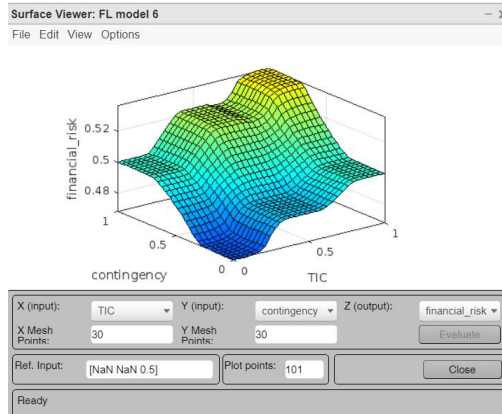 Surface Viewer: FL model 6
File Edit View Options
financial_risk
0.52
0.5
0.48
1
0.5
0
0
0.5
1
contingency
TIC
X (input): TIC Y (input): contingency Z (output): financial_risk
X Mesh Points: 30 Y Mesh Points: 30 Evaluate
Ref. Input: [NaN NaN 0.5] Plot points: 101 Close
Ready